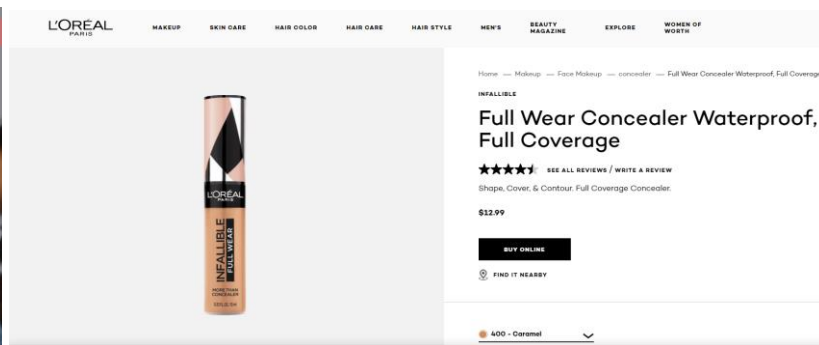 L'ORÉAL
PARIS
MAKEUP
SKIN CARE
HAIR COLOR
HAIR CARE
HAIR STYLE
MEN'S
BEAUTY
MAGAZINE
EXPLORE
WOMEN OF
WORTH
Home — Makeup — Face Makeup — concealer — Full Wear Concealer Waterproof, Full Coverage
INFALLIBLE
Full Wear Concealer Waterproof,
Full Coverage
SEE ALL REVIEWS / WRITE A REVIEW
Shape, Cover, & Contour. Full Coverage Concealer.
$12.99
BUY ONLINE
FIND IT NEARBY
400 - Caramel
L'ORÉAL
PARIS
INFALLIBLE
FULL WEAR
MORE THAN
CONCEALER